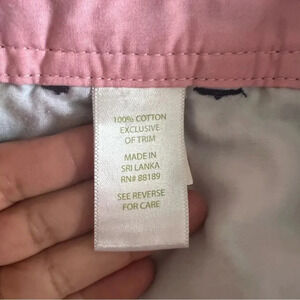 100% COTTON
EXCLUSIVE
OF TRIM
MADE IN
SRI LANKA
RN# 88189
SEE REVERSE
FOR CARE